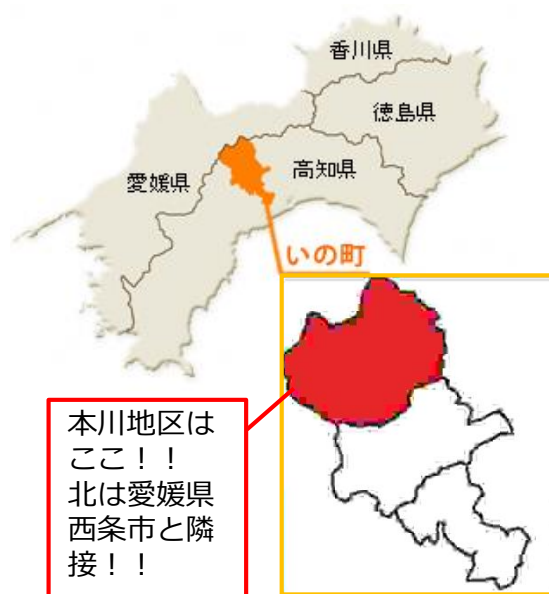 香川県
徳島県
愛媛県
高知県
いの町
本川地区は
ここ！！
北は愛媛県
西条市と隣
接！！